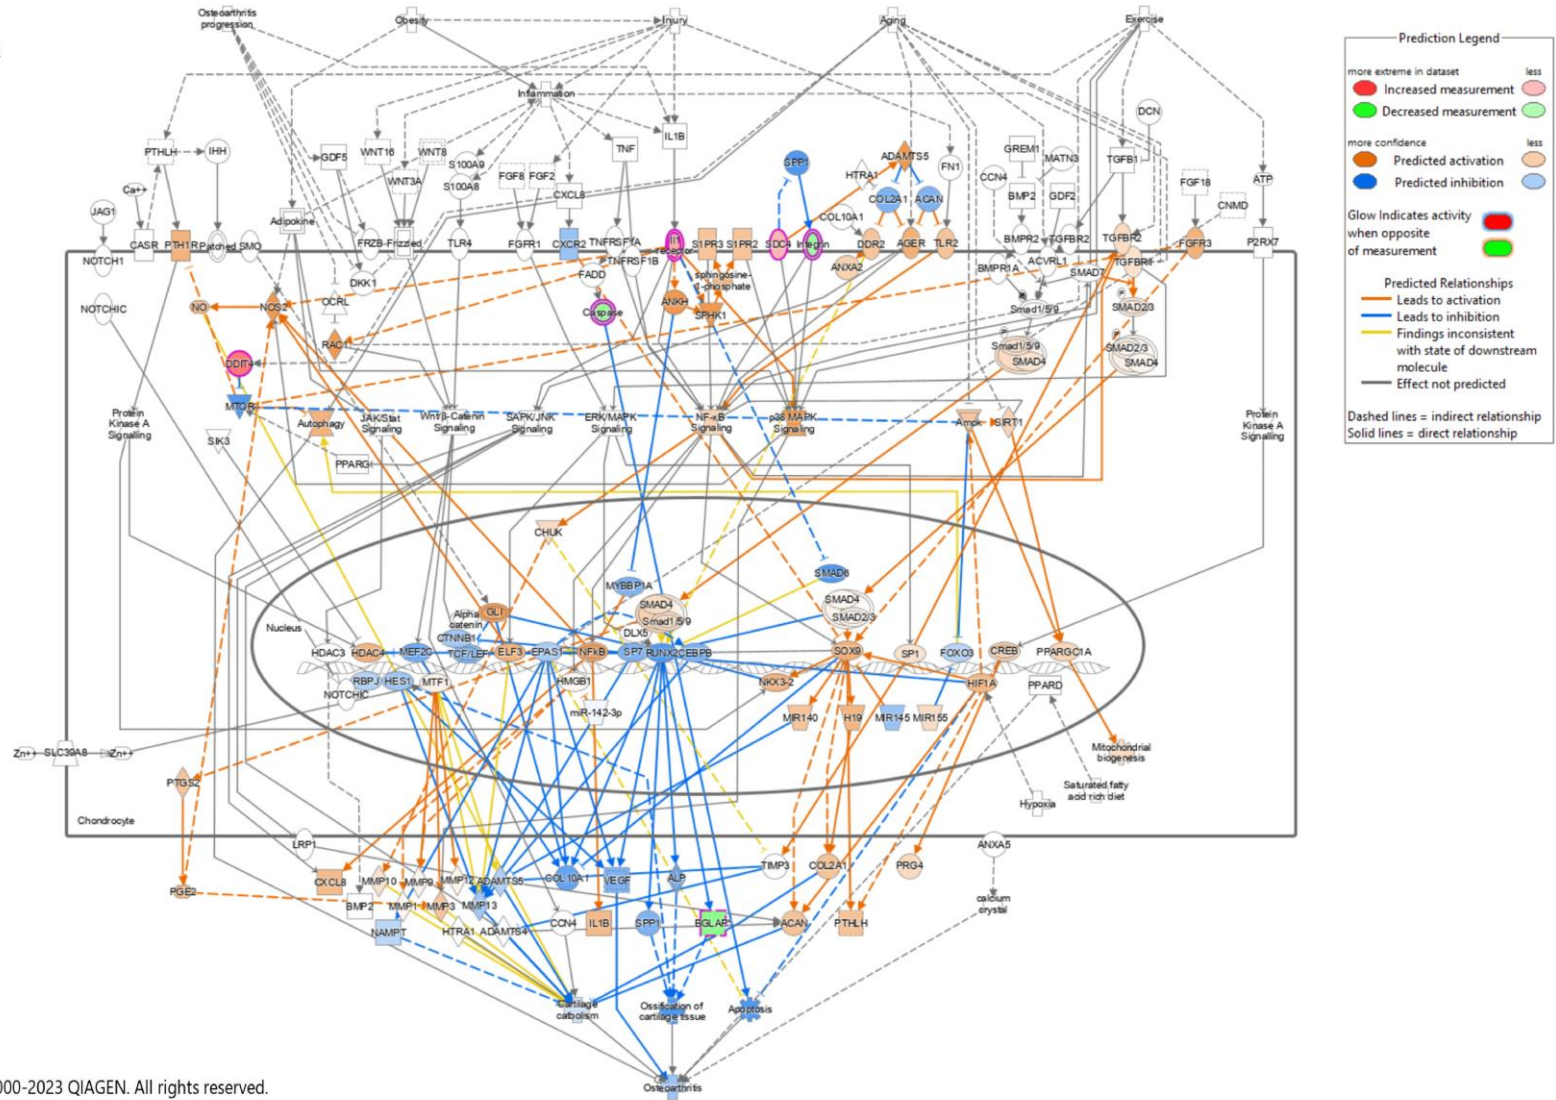 Osteoarthritis
progression
Obesity
Injury
Aging
Exercise
Inflammation
IL1B
DCN
PTHLH
IHH
GDF5
WNT16
WNT8
WNT3A
S100A9
S100A8
FGF8
FGF2
TNF
CXCL8
SPP1
HTRA1
ADAMTS5
FN1
GREM1
MATN3
TGFB1
CCN4
BMP2
GDF2
FGF18
ATP
CNMD
Ca++
JAG1
Adipokine
COL10A1
COL2A1
ACAN
CASR
PTH1R
Patched
SMO
FRZB
Frizzled
TLR4
FGFR1
CXCR2
TNFRSF1A
TNFRSF1B
Il1
receptor
S1PR3
S1PR2
SDC4
Integrin
DDR2
AGER
TLR2
BMPR2
TGFBR2
TGFBR2
FGFR3
P2RX7
NOTCH1
DKK1
FADD
sphingosine-
1-phosphate
ANXA2
BMPR1A
ACVRL1
SMAD7
TGFBR1
NOTCHIC
NO
NOS2
OCRL
Caspase
ANKH
SPHK1
Smad1/5/9
SMAD2/3
RAC1
Smad1/5/9
SMAD4
SMAD2/3
SMAD4
DDIT4
MTOR
Protein
Kinase A
Signalling
Autophagy
JAK/Stat
Signalling
Wnt/β-Catenin
Signalling
SAPK/JNK
Signalling
ERK/MAPK
Signalling
NF-κB
Signalling
p38 MAPK
Signalling
Ampk
SIRT1
Protein
Kinase A
Signalling
SIK3
PPARG
CHUK
MYBBP1A
SMAD6
Nucleus
Alpha
catenin
GLI
SMAD4
Smad1/5/9
SMAD4
SMAD2/3
DLX5
CTNNB1
HDAC3
HDAC4
MEF2C
TCF/LEF
ELF3
EPAS1
NFkB
SP7
RUNX2
CEBPB
SOX9
SP1
FOXO3
CREB
PPARGC1A
RBPJ
HES1
MTF1
HMGB1
NKX3-2
HIF1A
PPARD
NOTCHIC
miR-142-3p
MIR140
H19
MIR145
MIR155
Zn++
SLC39A8
Zn++
Mitochondrial
biogenesis
PTGS2
Saturated fatty
acid rich diet
Hypoxia
Chondrocyte
LRP1
ANXA5
CXCL8
MMP10
MMP9
MMP12
ADAMTS5
COL10A1
VEGF
ALP
TIMP3
COL2A1
PRG4
PGE2
BMP2
MMP1
MMP3
MMP13
calcium
crystal
NAMPT
HTRA1
ADAMTS4
CCN4
IL1B
SPP1
BGLAP
ACAN
PTHLH
Cartilage
catbolism
Ossification of
cartilage tissue
Apoptosis
Osteoarthritis
000-2023 QIAGEN. All rights reserved.
Prediction Legend
more extreme in dataset less
Increased measurement
Decreased measurement
more confidence less
Predicted activation
Predicted inhibition
Glow Indicates activity
when opposite
of measurement
Predicted Relationships
Leads to activation
Leads to inhibition
Findings inconsistent
with state of downstream
molecule
Effect not predicted
Dashed lines = indirect relationship
Solid lines = direct relationship